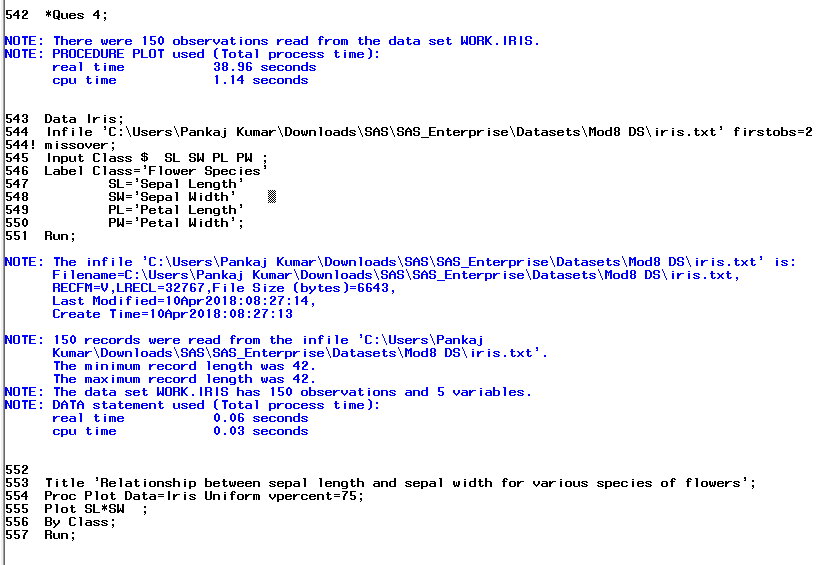 542  *Ques 4;
NOTE: There were 150 observations read from the data set WORK.IRIS.
NOTE: PROCEDURE PLOT used (Total process time):
      real time           38.96 seconds
      cpu time            1.14 seconds
543  Data Iris;
544  Infile 'C:\Users\Pankaj Kumar\Downloads\SAS\SAS_Enterprise\Datasets\Mod8 DS\iris.txt' firstobs=2
544! missover;
545  Input Class $  SL SW PL PW ;
546  Label Class='Flower Species'
547          SL='Sepal Length'
548          SW='Sepal Width'
549          PL='Petal Length'
550          PW='Petal Width';
551  Run;
NOTE: The infile 'C:\Users\Pankaj Kumar\Downloads\SAS\SAS_Enterprise\Datasets\Mod8 DS\iris.txt' is:
      Filename=C:\Users\Pankaj Kumar\Downloads\SAS\SAS_Enterprise\Datasets\Mod8 DS\iris.txt,
      RECFM=V,LRECL=32767,File Size (bytes)=6643,
      Last Modified=10Apr2018:08:27:14,
      Create Time=10Apr2018:08:27:13
NOTE: 150 records were read from the infile 'C:\Users\Pankaj
      Kumar\Downloads\SAS\SAS_Enterprise\Datasets\Mod8 DS\iris.txt'.
      The minimum record length was 42.
      The maximum record length was 42.
NOTE: The data set WORK.IRIS has 150 observations and 5 variables.
NOTE: DATA statement used (Total process time):
      real time           0.06 seconds
      cpu time            0.03 seconds
552
553  Title 'Relationship between sepal length and sepal width for various species of flowers';
554  Proc Plot Data=Iris Uniform vpercent=75;
555  Plot SL*SW  ;
556  By Class;
557  Run;